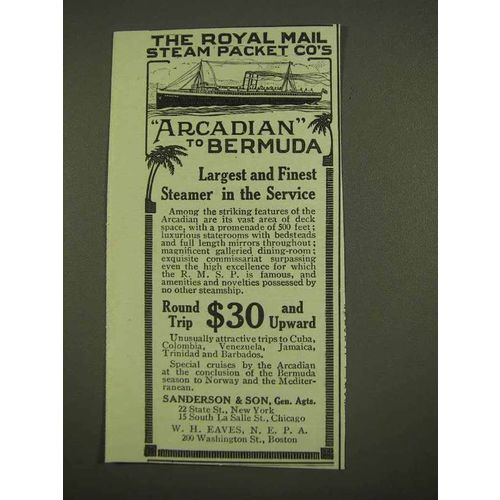 THE ROYAL MAIL
STEAM PACKET CO'S
"ARCADIAN"
TO BERMUDA
Largest and Finest
Steamer in the Service
Among the striking features of the
Arcadian are its vast area of deck
space, with a promenade of 500 feet;
luxurious staterooms with bedsteads
and full length mirrors throughout;
magnificent galleried dining-room;
exquisite commissariat surpassing
even the high excellence for which
the R. M. S. P. is famous, and
amenities and novelties possessed by
no other steamship.
Round Trip $30 and Upward
Unusually attractive trips to Cuba,
Colombia, Venezuela, Jamaica,
Trinidad and Barbados.
Special cruises by the Arcadian
at the conclusion of the Bermuda
season to Norway and the Mediter-
ranean.
SANDERSON & SON, Gen. Agts.
22 State St., New York
15 South La Salle St., Chicago
W. H. EAVES, N. E. P. A.
200 Washington St., Boston